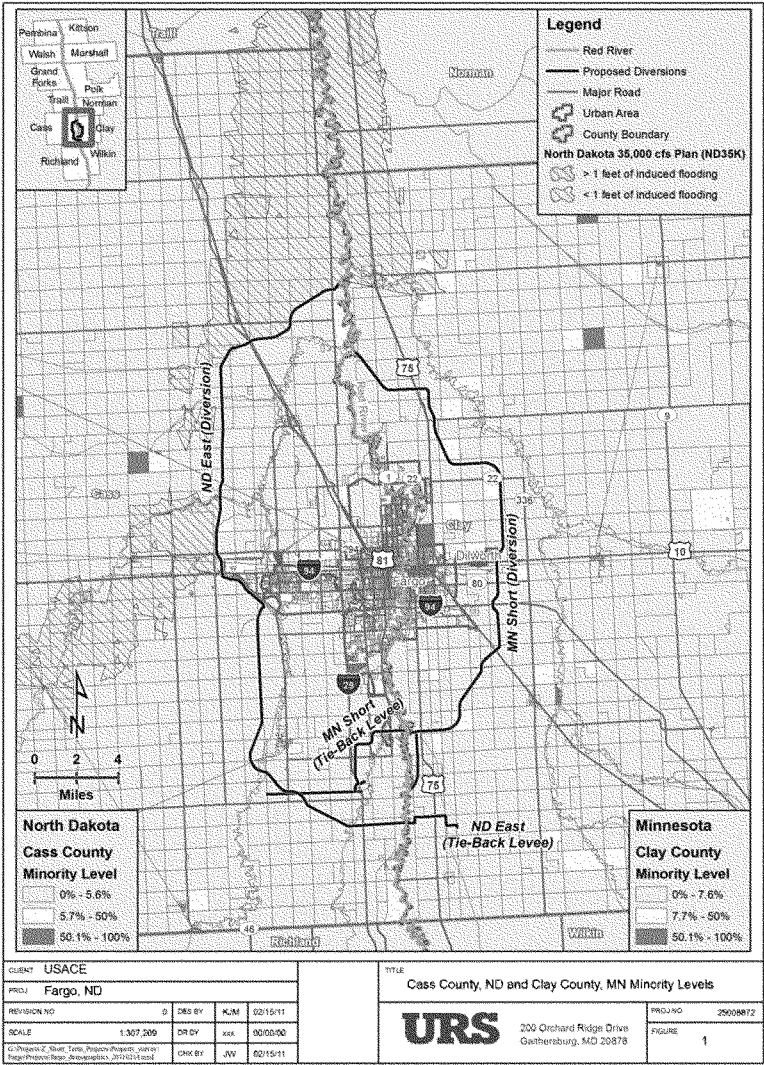 Pembina
Kittson
Walsh
Marshall
Grand
Forks
Polk
Traill
Norman
Cass
Clay
Richland
Wilkin
Traill
Norman
Legend
Red River
Proposed Diversions
Major Road
Urban Area
County Boundary
North Dakota 35,000 cfs Plan (ND35K)
> 1 feet of induced flooding
< 1 feet of induced flooding
75
9
ND East (Diversion)
Red River
1
22
22
336
Cass
Clay
MN Short (Diversion)
10
94
81
Dilworth
Fargo
80
94
29
N
MN Short
(Tie-Back Levee)
0 2 4
Miles
75
ND East
(Tie-Back Levee)
North Dakota
Cass County
Minority Level
0% - 5.6%
5.7% - 50%
50.1% - 100%
46
Richland
Wilkin
Minnesota
Clay County
Minority Level
0% - 7.6%
7.7% - 50%
50.1% - 100%
CLIENT USACE
PROJ Fargo, ND
REVISION NO 0 DES BY KJM 02/15/11
SCALE 1:307,209 DR BY xxx 00/00/00
CHK BY JW 02/15/11
TITLE
Cass County, ND and Clay County, MN Minority Levels
URS
200 Orchard Ridge Drive
Gaithersburg, MD 20878
PROJ NO 25008872
FIGURE 1